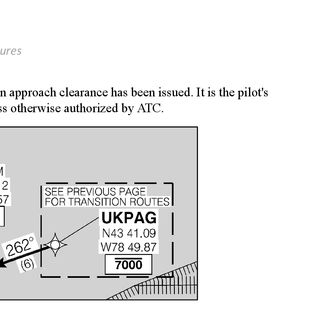 ures
n approach clearance has been issued. It is the pilot's
ss otherwise authorized by ATC.
M
2
57
SEE PREVIOUS PAGE
FOR TRANSITION ROUTES
UKPAG
N43 41.09
W78 49.87
7000
262°
(6)